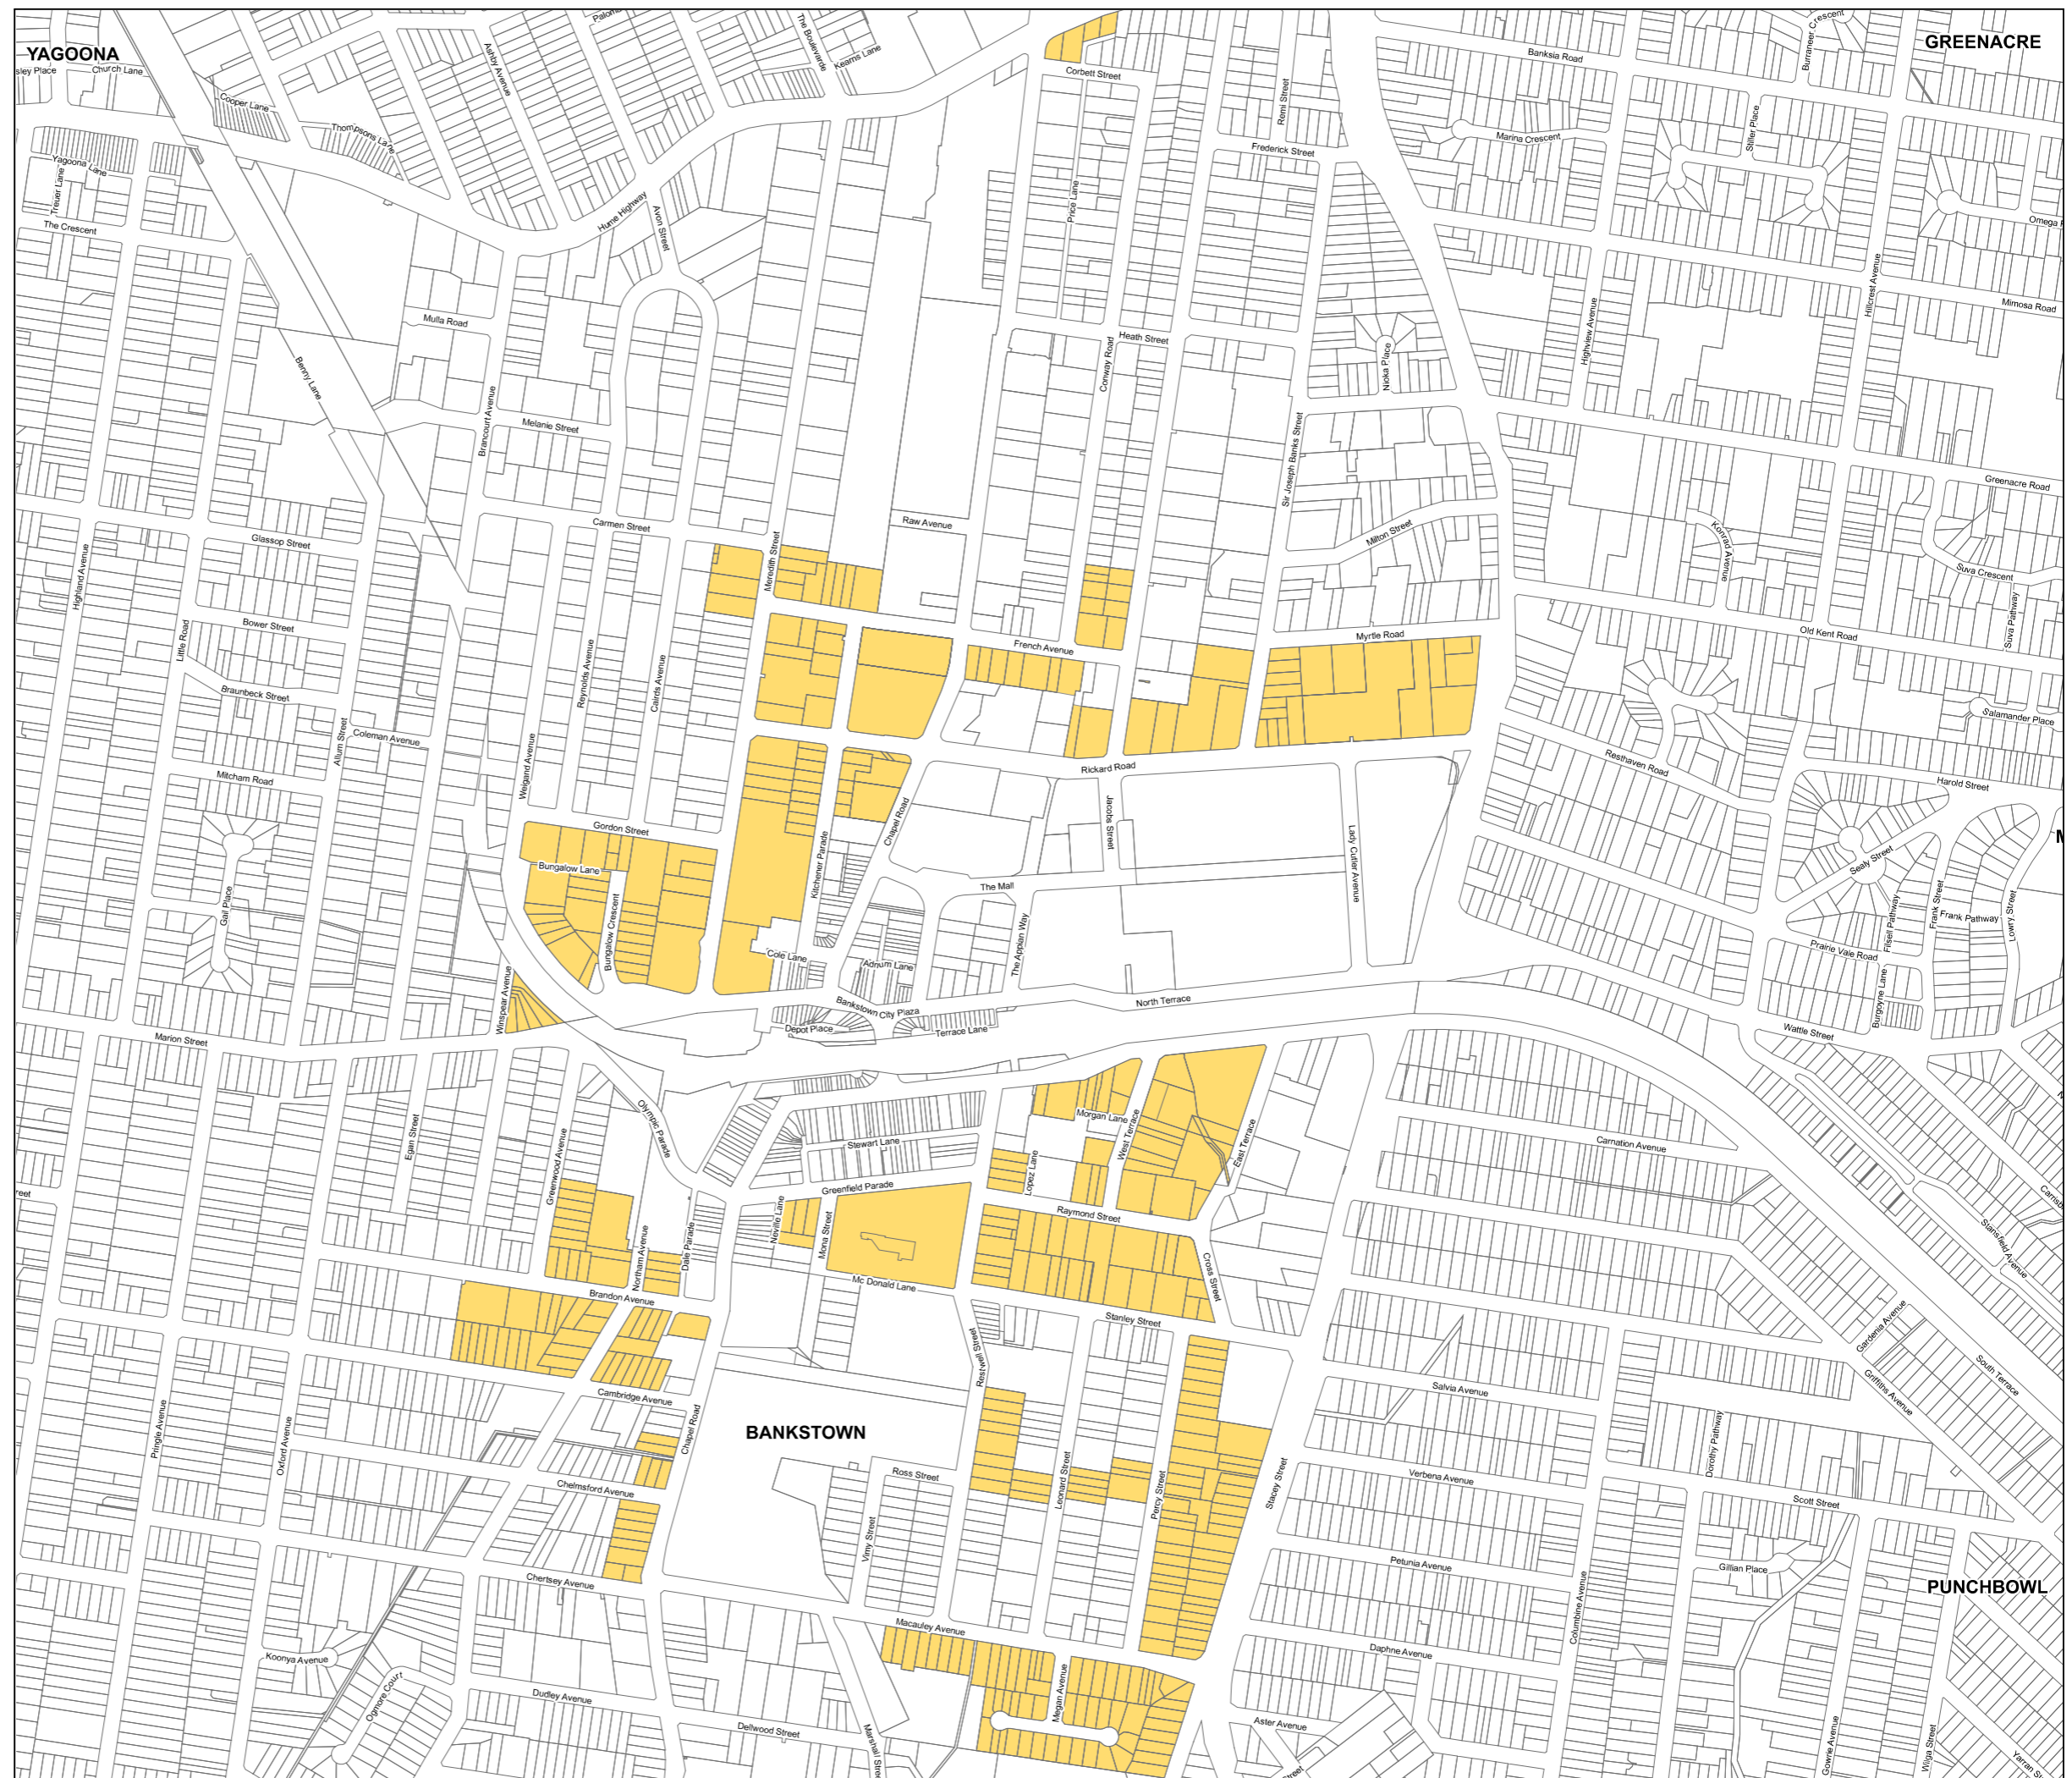 YAGOONA
GREENACRE
The Boulevarde
Kearns Lane
Ashby Avenue
Corbett Street
Banksia Road
Buraneer Crescent
sley Place
Church Lane
Cooper Lane
Thompsons Lane
Remi Street
Frederick Street
Marina Crescent
Stiller Place
Yagoona Lane
Treuer Lane
The Crescent
Hume Highway
Avon Street
Price Lane
Omega
Hillcrest Avenue
Mimosa Road
Mulla Road
Benny Lane
Brancourt Avenue
Melanie Street
Heath Street
Conway Road
Nioka Place
Highview Avenue
Sir Joseph Banks Street
Greenacre Road
Carmen Street
Raw Avenue
Milton Street
Konrad Avenue
Suva Crescent
Suva Pathway
Glassop Street
Highland Avenue
Meredith Street
Bower Street
Little Road
French Avenue
Myrtle Road
Old Kent Road
Reynolds Avenue
Cairds Avenue
Braunbeck Street
Allum Street
Coleman Avenue
Salamander Place
Weigand Avenue
Mitcham Road
Rickard Road
Resthaven Road
Harold Street
Gordon Street
Chapel Road
Jacobs Street
Lady Cutler Avenue
Bungalow Lane
Kitchener Parade
The Mall
Sealy Street
Bungalow Crescent
Gail Place
The Appian Way
Frank Street
Frank Pathway
Filsell Pathway
Lowry Street
Prairie Vale Road
Cole Lane
Adnum Lane
Winspear Avenue
Bankstown City Plaza
North Terrace
Burgoyne Lane
Depot Place
Terrace Lane
Wattle Street
Marion Street
Olympic Parade
Morgan Lane
West Terrace
East Terrace
Egan Street
Greenwood Avenue
Stewart Lane
Carnation Avenue
Lopez Lane
Greenfield Parade
Neville Lane
Mona Street
Raymond Street
Stansfield Avenue
Northam Avenue
Dale Parade
Mc Donald Lane
Cross Street
Brandon Avenue
Stanley Street
Restwell Street
Gardenia Avenue
South Terrace
Griffiths Avenue
Cambridge Avenue
Salvia Avenue
Chapel Road
BANKSTOWN
Pringle Avenue
Oxford Avenue
Dorothy Pathway
Ross Street
Leonard Street
Percy Street
Stacey Street
Verbena Avenue
Chelmsford Avenue
Scott Street
Vimy Street
Petunia Avenue
Gillian Place
Chertsey Avenue
Columbine Avenue
PUNCHBOWL
Macauley Avenue
Daphne Avenue
Koonya Avenue
Ogmore Court
Megan Avenue
Dudley Avenue
Dellwood Street
Marshall Stree
Aster Avenue
Gowrie Avenue
Wilga Street